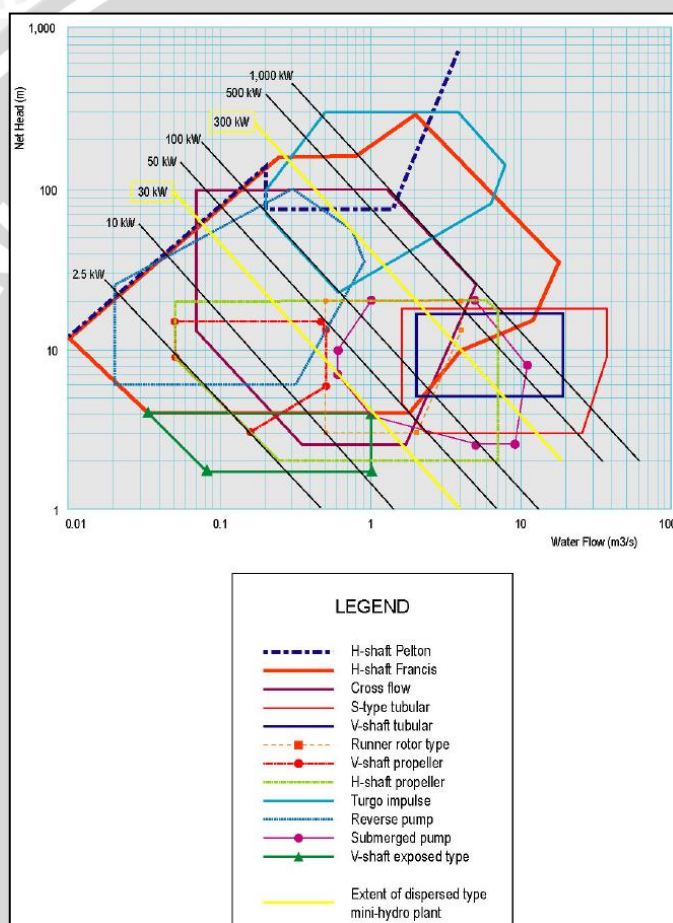 1,000
Net Head (m)
1,000 kW
500 kW
300 kW
100 kW
50 kW
30 kW
10 kW
2.5 kW
100
10
1
0.01
0.1
1
10
100
Water Flow (m3/s)
LEGEND
H-shaft Pelton
H-shaft Francis
Cross flow
S-type tubular
V-shaft tubular
Runner rotor type
V-shaft propeller
H-shaft propeller
Turgo impulse
Reverse pump
Submerged pump
V-shaft exposed type
Extent of dispersed type
mini-hydro plant